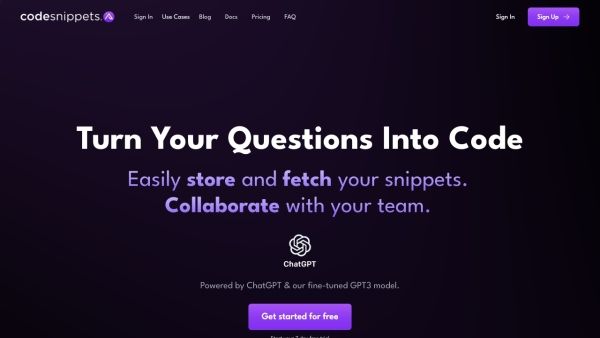 codesnippets.
Sign In Use Cases Blog Docs Pricing FAQ
Sign In
Sign Up →
Turn Your Questions Into Code
Easily store and fetch your snippets.
Collaborate with your team.
ChatGPT
Powered by ChatGPT & our fine-tuned GPT3 model.
Get started for free